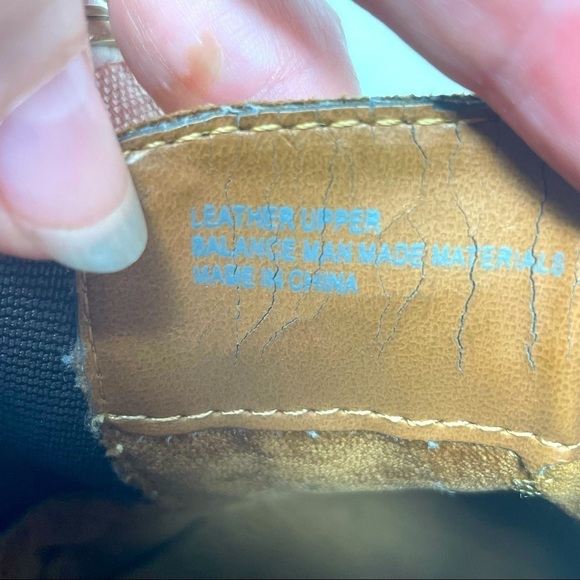 LEATHER UPPER
BALANCE MAN MADE MATERIALS
MADE IN CHINA